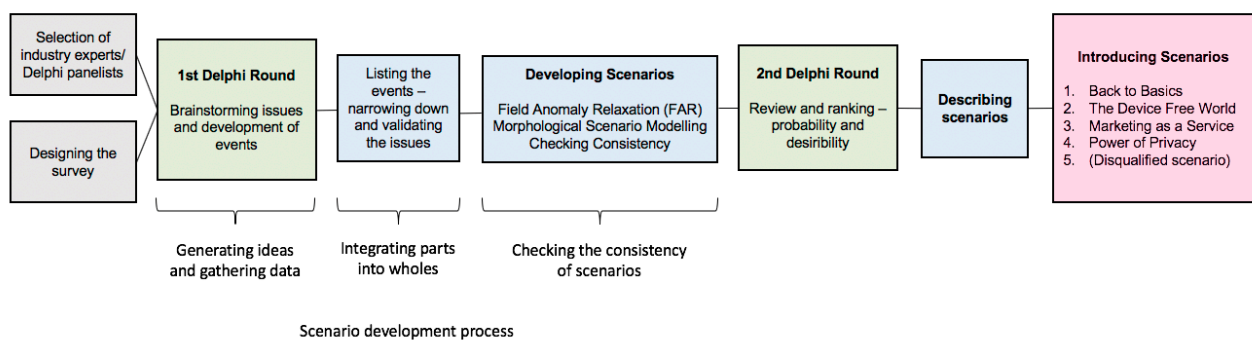 Selection of
industry experts/
Delphi panelists
Designing the
survey
1st Delphi Round
Brainstorming issues
and development of
events
Listing the
events –
narrowing down
and validating
the issues
Developing Scenarios
Field Anomaly Relaxation (FAR)
Morphological Scenario Modelling
Checking Consistency
2nd Delphi Round
Review and ranking –
probability and
desiribility
Describing
scenarios
Introducing Scenarios
1. Back to Basics
2. The Device Free World
3. Marketing as a Service
4. Power of Privacy
5. (Disqualified scenario)
Generating ideas
and gathering data
Integrating parts
into wholes
Checking the consistency
of scenarios
Scenario development process